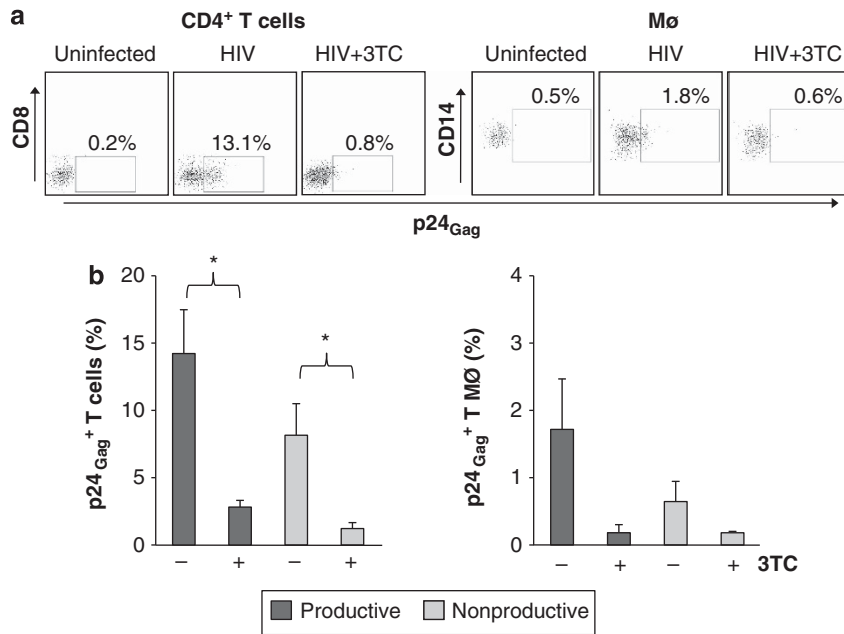 a
CD4+ T cells
Mø
Uninfected HIV HIV+3TC Uninfected HIV HIV+3TC
CD8
0.2% 13.1% 0.8%
CD14
0.5% 1.8% 0.6%
p24Gag
b
p24Gag+ T cells (%)
20
15
10
5
0
* *
− + − +
p24Gag+ T MØ (%)
4
3
2
1
0
− + − + 3TC
Productive Nonproductive